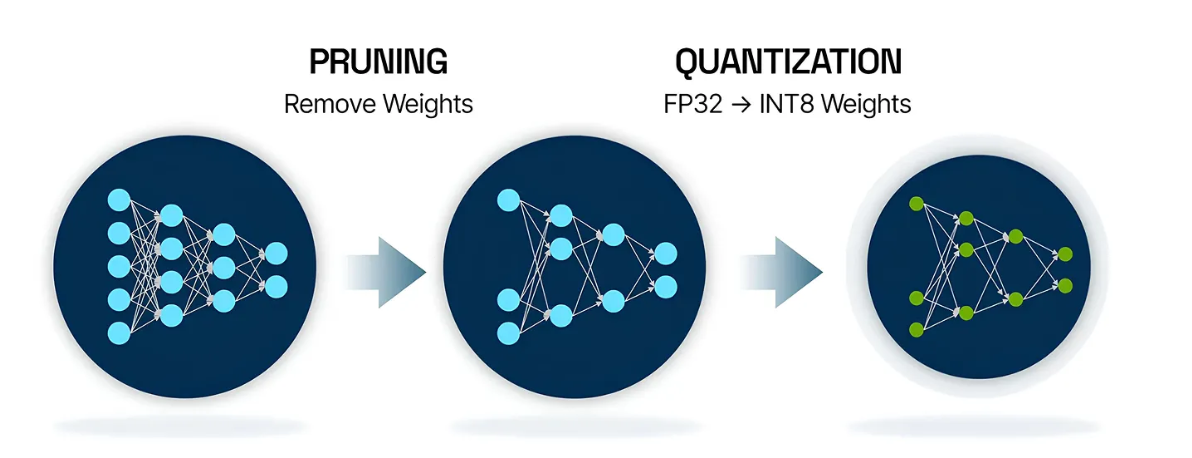 PRUNING
Remove Weights
QUANTIZATION
FP32 → INT8 Weights